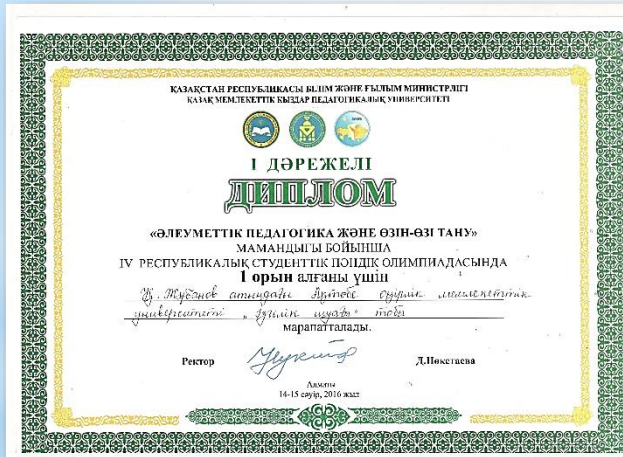 ҚАЗАҚСТАН РЕСПУБЛИКАСЫ БІЛІМ ЖӘНЕ ҒЫЛЫМ МИНИСТРЛІГІ
ҚАЗАҚ МЕМЛЕКЕТТІК ҚЫЗДАР ПЕДАГОГИКАЛЫҚ УНИВЕРСИТЕТІ
І ДӘРЕЖЕЛІ
ДИПЛОМ
«ӘЛЕУМЕТТІК ПЕДАГОГИКА ЖӘНЕ ӨЗІН-ӨЗІ ТАНУ»
МАМАНДЫҒЫ БОЙЫНША
IV РЕСПУБЛИКАЛЫҚ СТУДЕНТТІК ПӘНДІК ОЛИМПИАДАСЫНДА
1 орын алғаны үшін
Қ. Жұбанов атындағы Ақтөбе өңірлік мемлекеттік
университеті шуағы" тобы
марапатталады.
Ректор Д.Нөкетаева
Алматы
14-15 сәуір, 2016 жыл